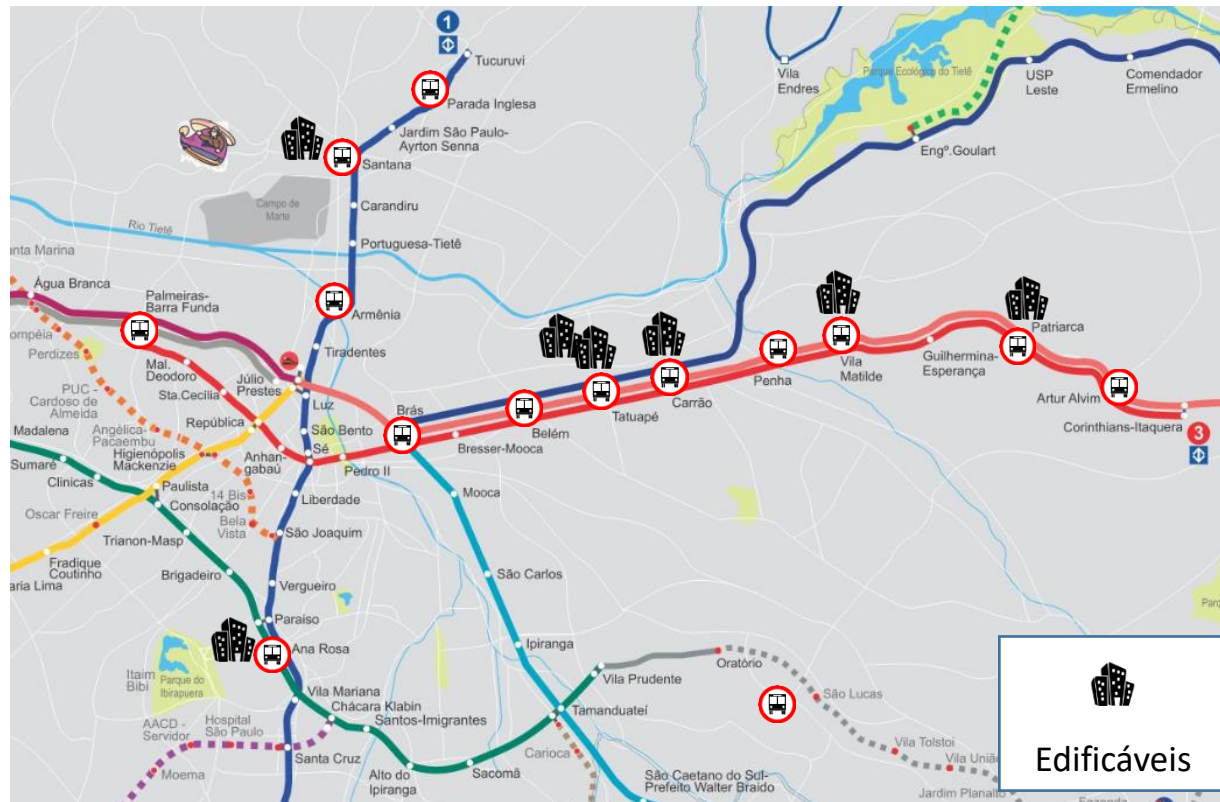 1
Tucuruvi
Parada Inglesa
Jardim São Paulo-
Ayrton Senna
Santana
Carandiru
Campo de
Marte
Portuguesa-Tietê
Rio Tietê
Armênia
Tiradentes
Vila
Endres
Parque Ecológico do Tietê
USP
Leste
Comendador
Ermelino
Engº.Goulart
Água Branca
Palmeiras-
Barra Funda
Perdizes
Mal.
Deodoro
Júlio
Prestes
Luz
PUC -
Cardoso de
Almeida
Sta.Cecília
República
São Bento
Angélica-
Pacaembu
Higienópolis
Mackenzie
Anhan-
gabaú
Sé
Pedro II
Brás
Bresser-Mooca
Belém
Tatuapé
Carrão
Penha
Vila
Matilde
Guilhermina-
Esperança
Patriarca
Artur Alvim
Corinthians-Itaquera
3
Madalena
Sumaré
Clinicas
Paulista
Consolação
14 Bis
Bela
Vista
Liberdade
Mooca
Oscar Freire
Trianon-Masp
São Joaquim
Fradique
Coutinho
aria Lima
Brigadeiro
Vergueiro
São Carlos
Paraiso
Ana Rosa
Ipiranga
Itaim
Bibi
Parque do
Ibirapuera
Vila Mariana
Chácara Klabin
Santos-Imigrantes
Vila Prudente
Oratório
São Lucas
Tamanduateí
AACD -
Servidor
Hospital
São Paulo
Santa Cruz
Moema
Alto do
Ipiranga
Sacomã
Carioca
São Caetano do Sul-
Prefeito Walter Braido
Vila Tolstoi
Vila União
Jardim Planalto
Edificáveis